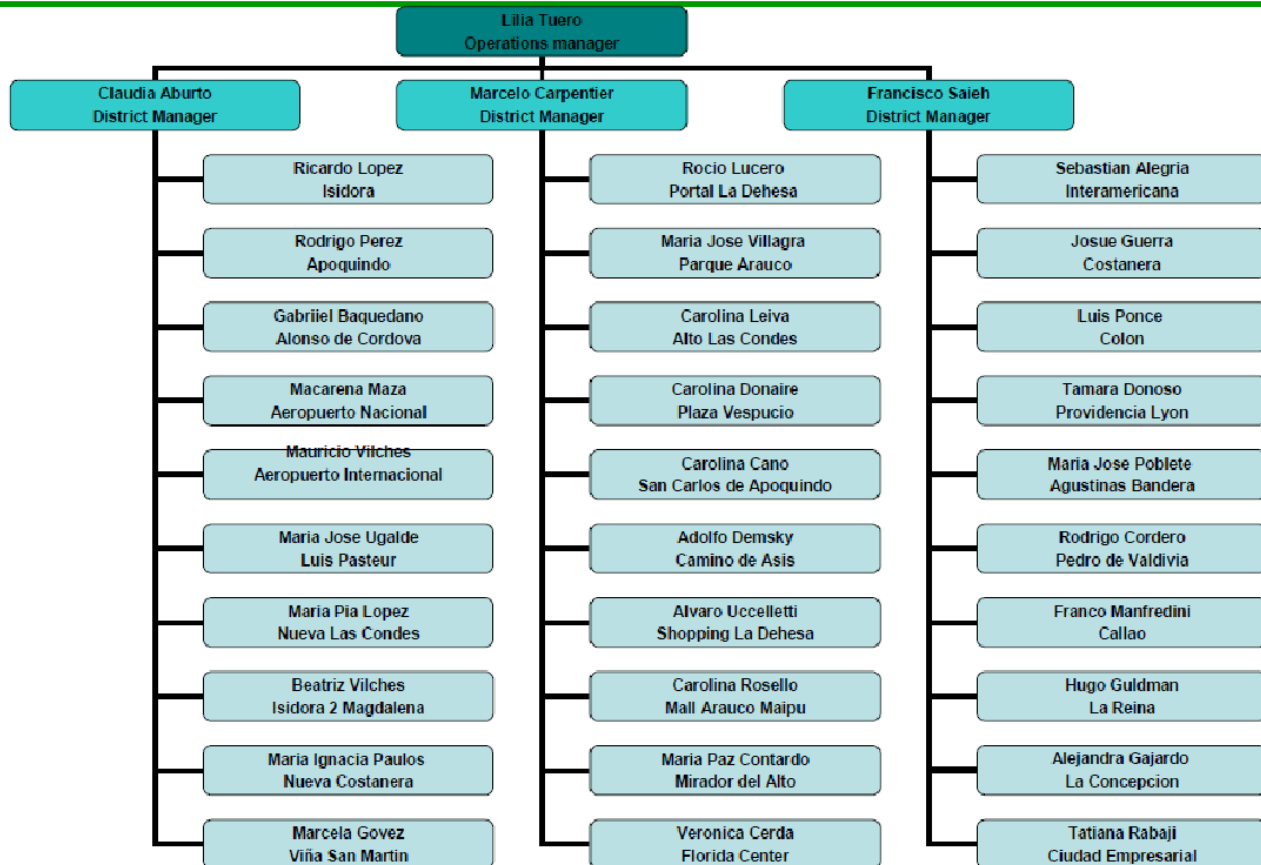 Lilia Tuero
Operations manager
Claudia Aburto
District Manager
Marcelo Carpentier
District Manager
Francisco Saieh
District Manager
Ricardo Lopez
Isidora
Rodrigo Perez
Apoquindo
Gabriiel Baquedano
Alonso de Cordova
Macarena Maza
Aeropuerto Nacional
Mauricio Vilches
Aeropuerto Internacional
Maria Jose Ugalde
Luis Pasteur
Maria Pia Lopez
Nueva Las Condes
Beatriz Vilches
Isidora 2 Magdalena
Maria Ignacia Paulos
Nueva Costanera
Marcela Govez
Viña San Martin
Rocio Lucero
Portal La Dehesa
Maria Jose Villagra
Parque Arauco
Carolina Leiva
Alto Las Condes
Carolina Donaire
Plaza Vespucio
Carolina Cano
San Carlos de Apoquindo
Adolfo Demsky
Camino de Asis
Alvaro Uccelletti
Shopping La Dehesa
Carolina Rosello
Mall Arauco Maipu
Maria Paz Contardo
Mirador del Alto
Veronica Cerda
Florida Center
Sebastian Alegria
Interamericana
Josue Guerra
Costanera
Luis Ponce
Colon
Tamara Donoso
Providencia Lyon
Maria Jose Poblete
Agustinas Bandera
Rodrigo Cordero
Pedro de Valdivia
Franco Manfredini
Callao
Hugo Guldman
La Reina
Alejandra Gajardo
La Concepcion
Tatiana Rabaji
Ciudad Empresarial